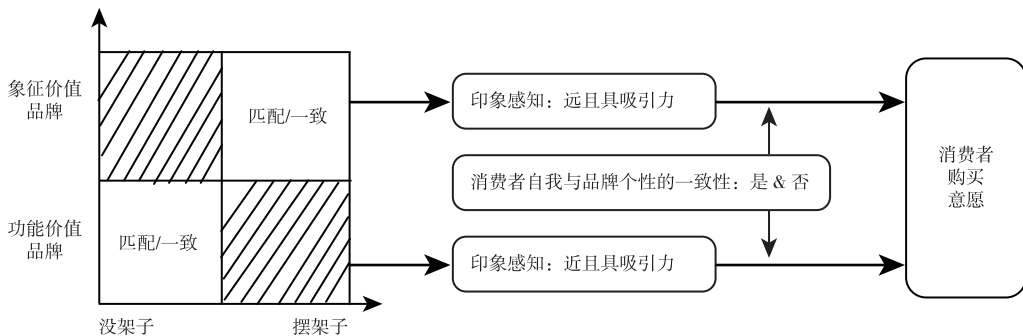 象征价值
品牌
匹配/一致
功能价值
品牌
匹配/一致
没架子
摆架子
印象感知：远且具吸引力
消费者自我与品牌个性的一致性：是 & 否
印象感知：近且具吸引力
消费者
购买
意愿